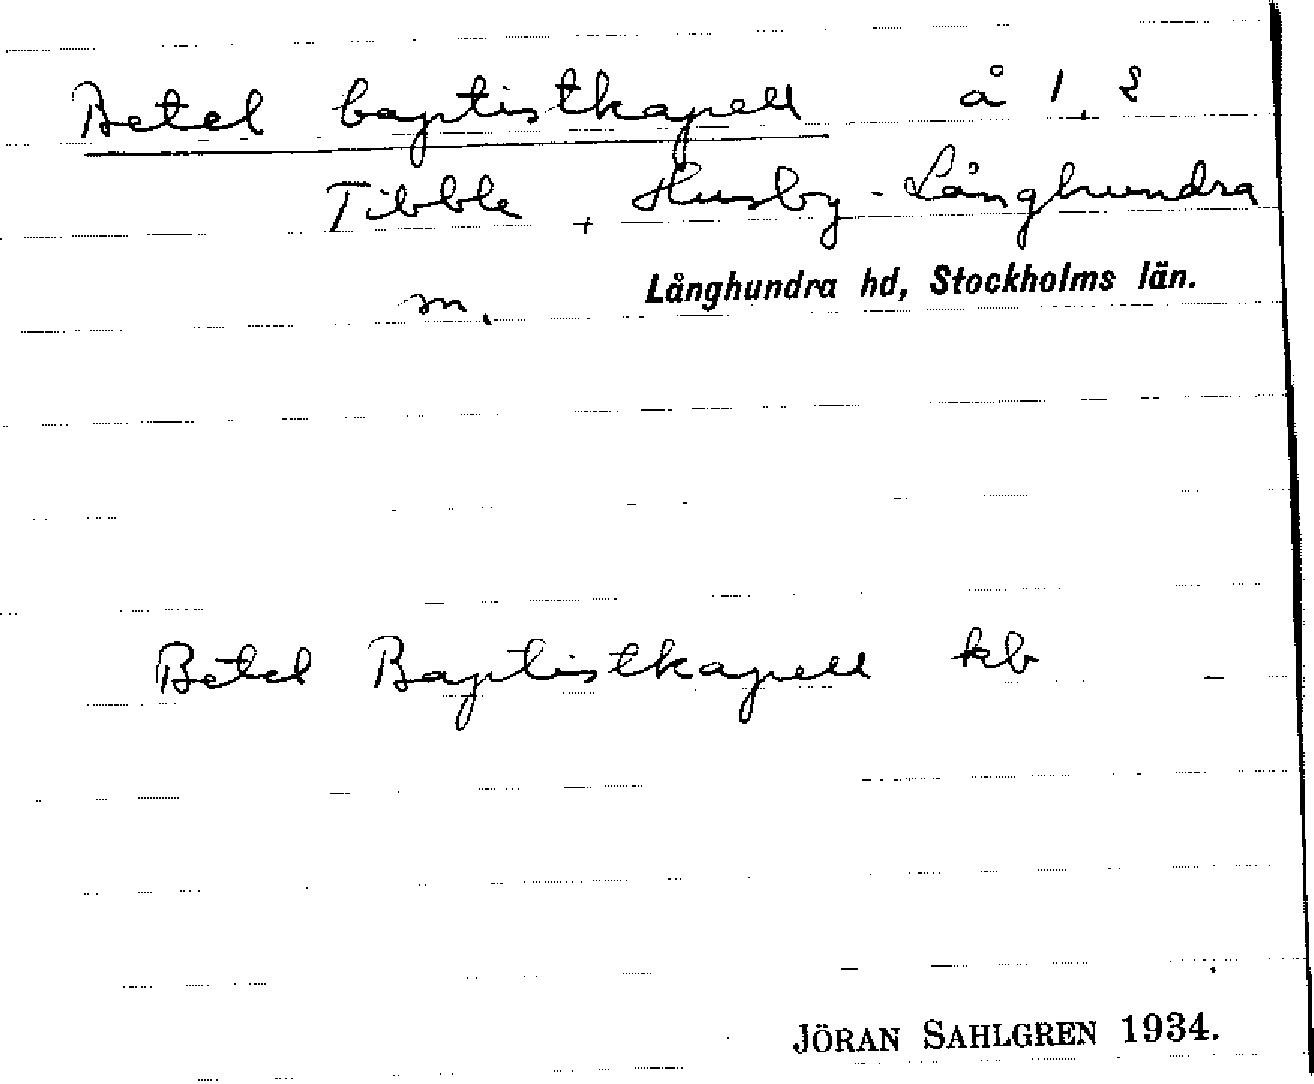 Betel baptistkapell å 1, 2
Tibble, Husby-Långhundra
m. Långhundra hd, Stockholms län.
Betel Baptistkapell kb
JÖRAN SAHLGREN 1934.